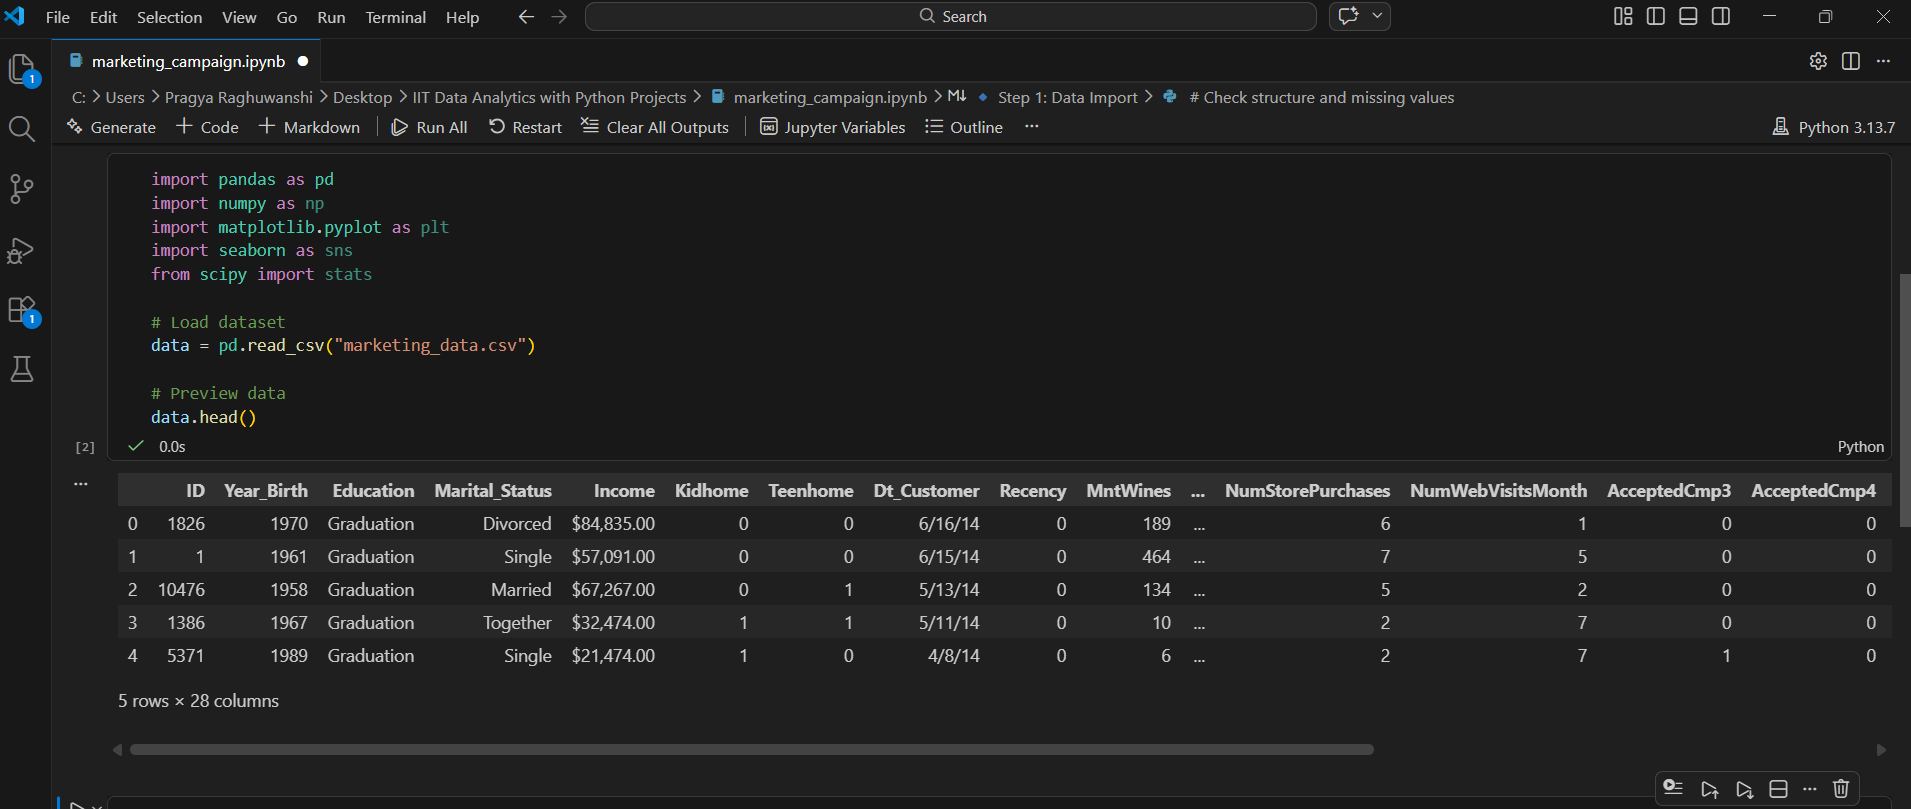 File Edit Selection View Go Run Terminal Help Search
marketing_campaign.ipynb
1
C: > Users > Pragya Raghuwanshi > Desktop > IIT Data Analytics with Python Projects > marketing_campaign.ipynb > M↓ Step 1: Data Import > # Check structure and missing values
Generate + Code + Markdown Run All Restart Clear All Outputs Jupyter Variables Outline ... Python 3.13.7
import pandas as pd
import numpy as np
import matplotlib.pyplot as plt
import seaborn as sns
from scipy import stats
1
# Load dataset
data = pd.read_csv("marketing_data.csv")
# Preview data
data.head()
[2] 0.0s Python
... ID Year_Birth Education Marital_Status Income Kidhome Teenhome Dt_Customer Recency MntWines ... NumStorePurchases NumWebVisitsMonth AcceptedCmp3 AcceptedCmp4
0 1826 1970 Graduation Divorced $84,835.00 0 0 6/16/14 0 189 ... 6 1 0 0
1 1 1961 Graduation Single $57,091.00 0 0 6/15/14 0 464 ... 7 5 0 0
2 10476 1958 Graduation Married $67,267.00 0 1 5/13/14 0 134 ... 5 2 0 0
3 1386 1967 Graduation Together $32,474.00 1 1 5/11/14 0 10 ... 2 7 0 0
4 5371 1989 Graduation Single $21,474.00 1 0 4/8/14 0 6 ... 2 7 1 0
5 rows × 28 columns